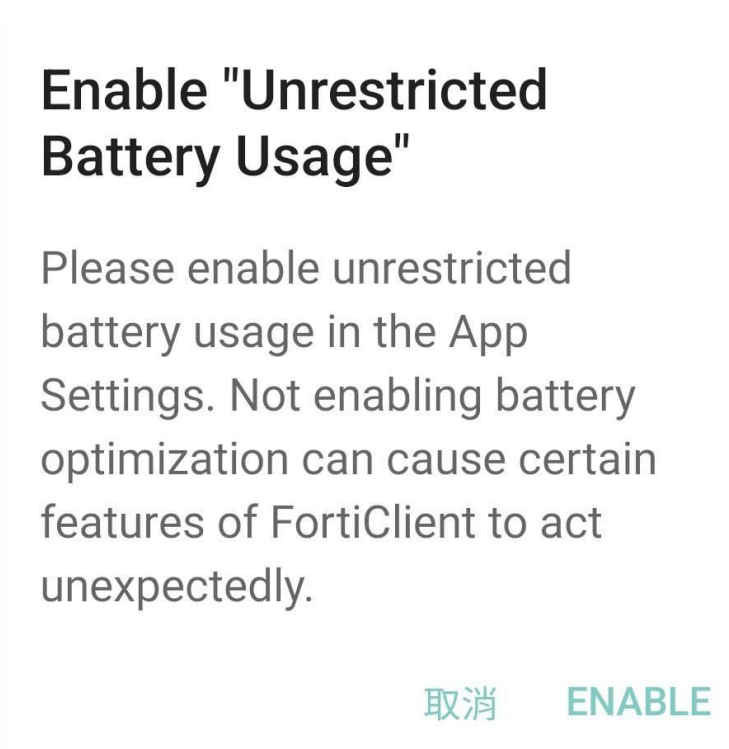 Enable "Unrestricted
Battery Usage"
Please enable unrestricted
battery usage in the App
Settings. Not enabling battery
optimization can cause certain
features of FortiClient to act
unexpectedly.
取消 ENABLE